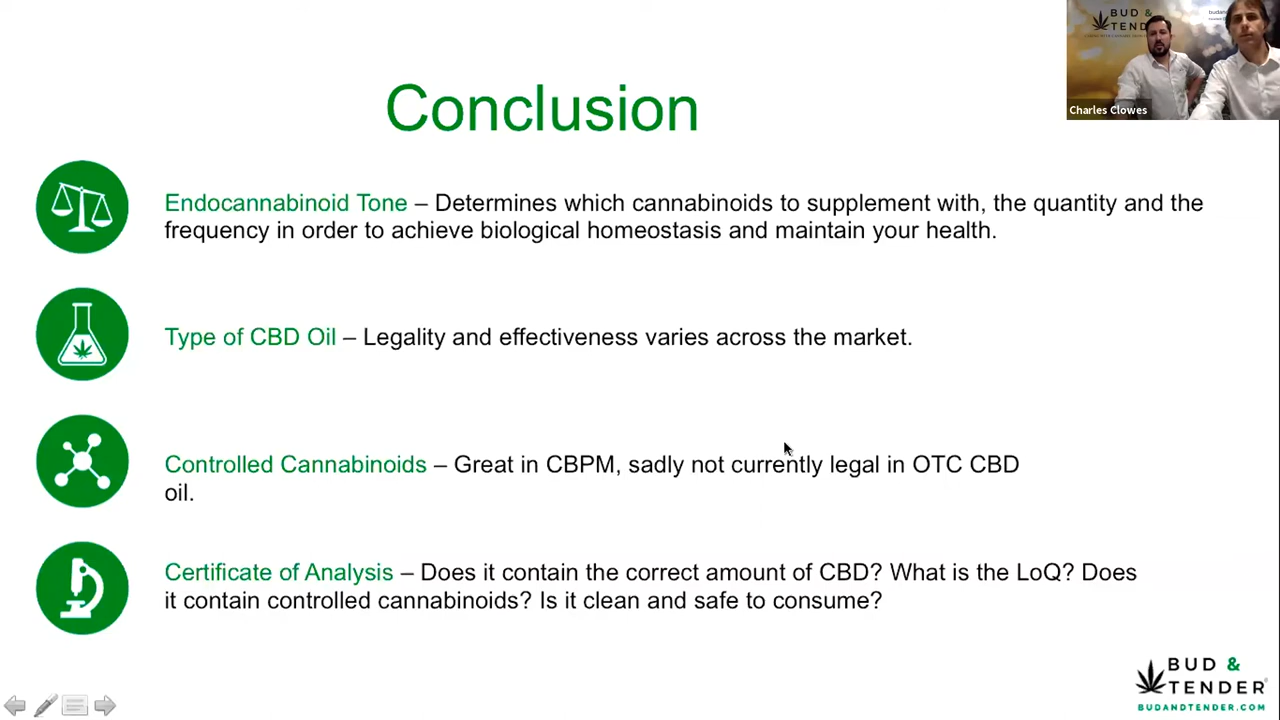 BUD &
TEND
Charles Clowes
Conclusion
Endocannabinoid Tone – Determines which cannabinoids to supplement with, the quantity and the
frequency in order to achieve biological homeostasis and maintain your health.
Type of CBD Oil – Legality and effectiveness varies across the market.
Controlled Cannabinoids – Great in CBPM, sadly not currently legal in OTC CBD
oil.
Certificate of Analysis – Does it contain the correct amount of CBD? What is the LoQ? Does
it contain controlled cannabinoids? Is it clean and safe to consume?
BUD &
TENDER®
BUDANDTENDER.COM